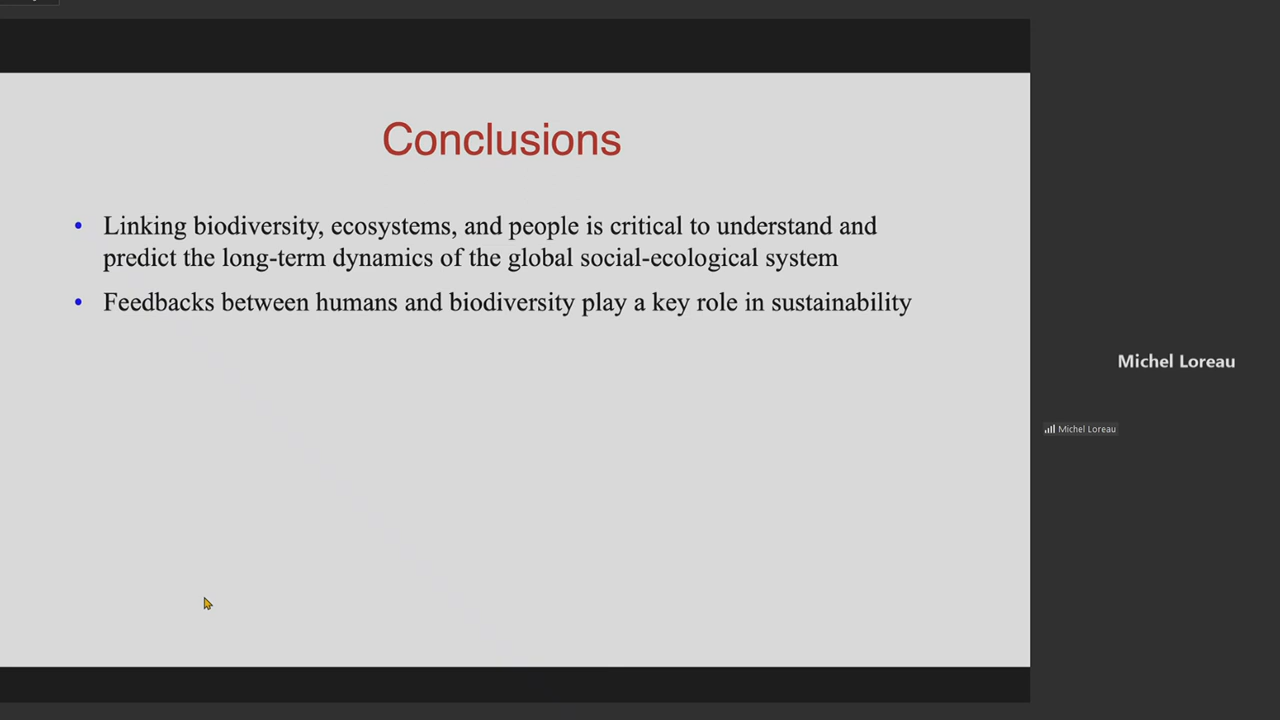 Conclusions
• Linking biodiversity, ecosystems, and people is critical to understand and
predict the long-term dynamics of the global social-ecological system
• Feedbacks between humans and biodiversity play a key role in sustainability
Michel Loreau
Michel Loreau